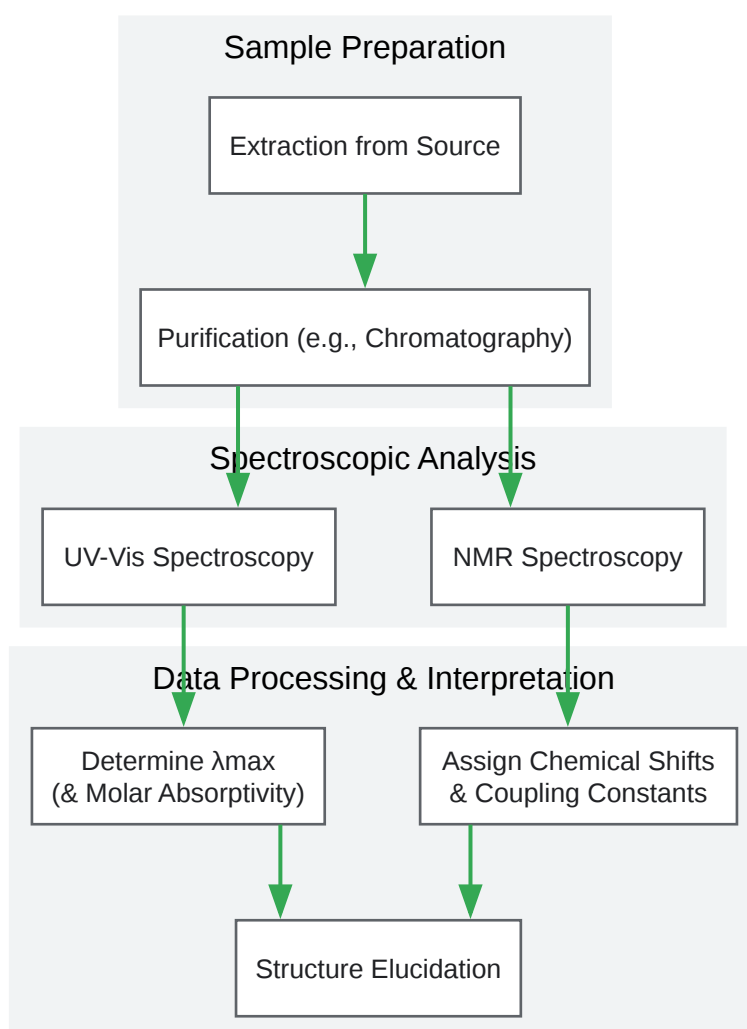 Sample Preparation
Extraction from Source
Purification (e.g., Chromatography)
Spectroscopic Analysis
UV-Vis Spectroscopy
NMR Spectroscopy
Data Processing & Interpretation
Determine λmax
(& Molar Absorptivity)
Assign Chemical Shifts
& Coupling Constants
Structure Elucidation